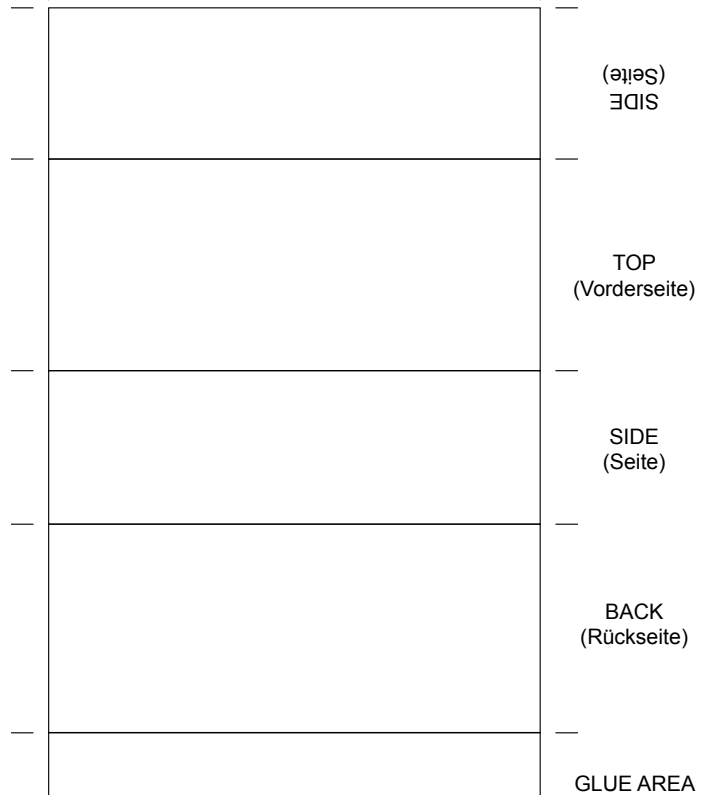 SIDE
(Seite)
TOP
(Vorderseite)
SIDE
(Seite)
BACK
(Rückseite)
GLUE AREA